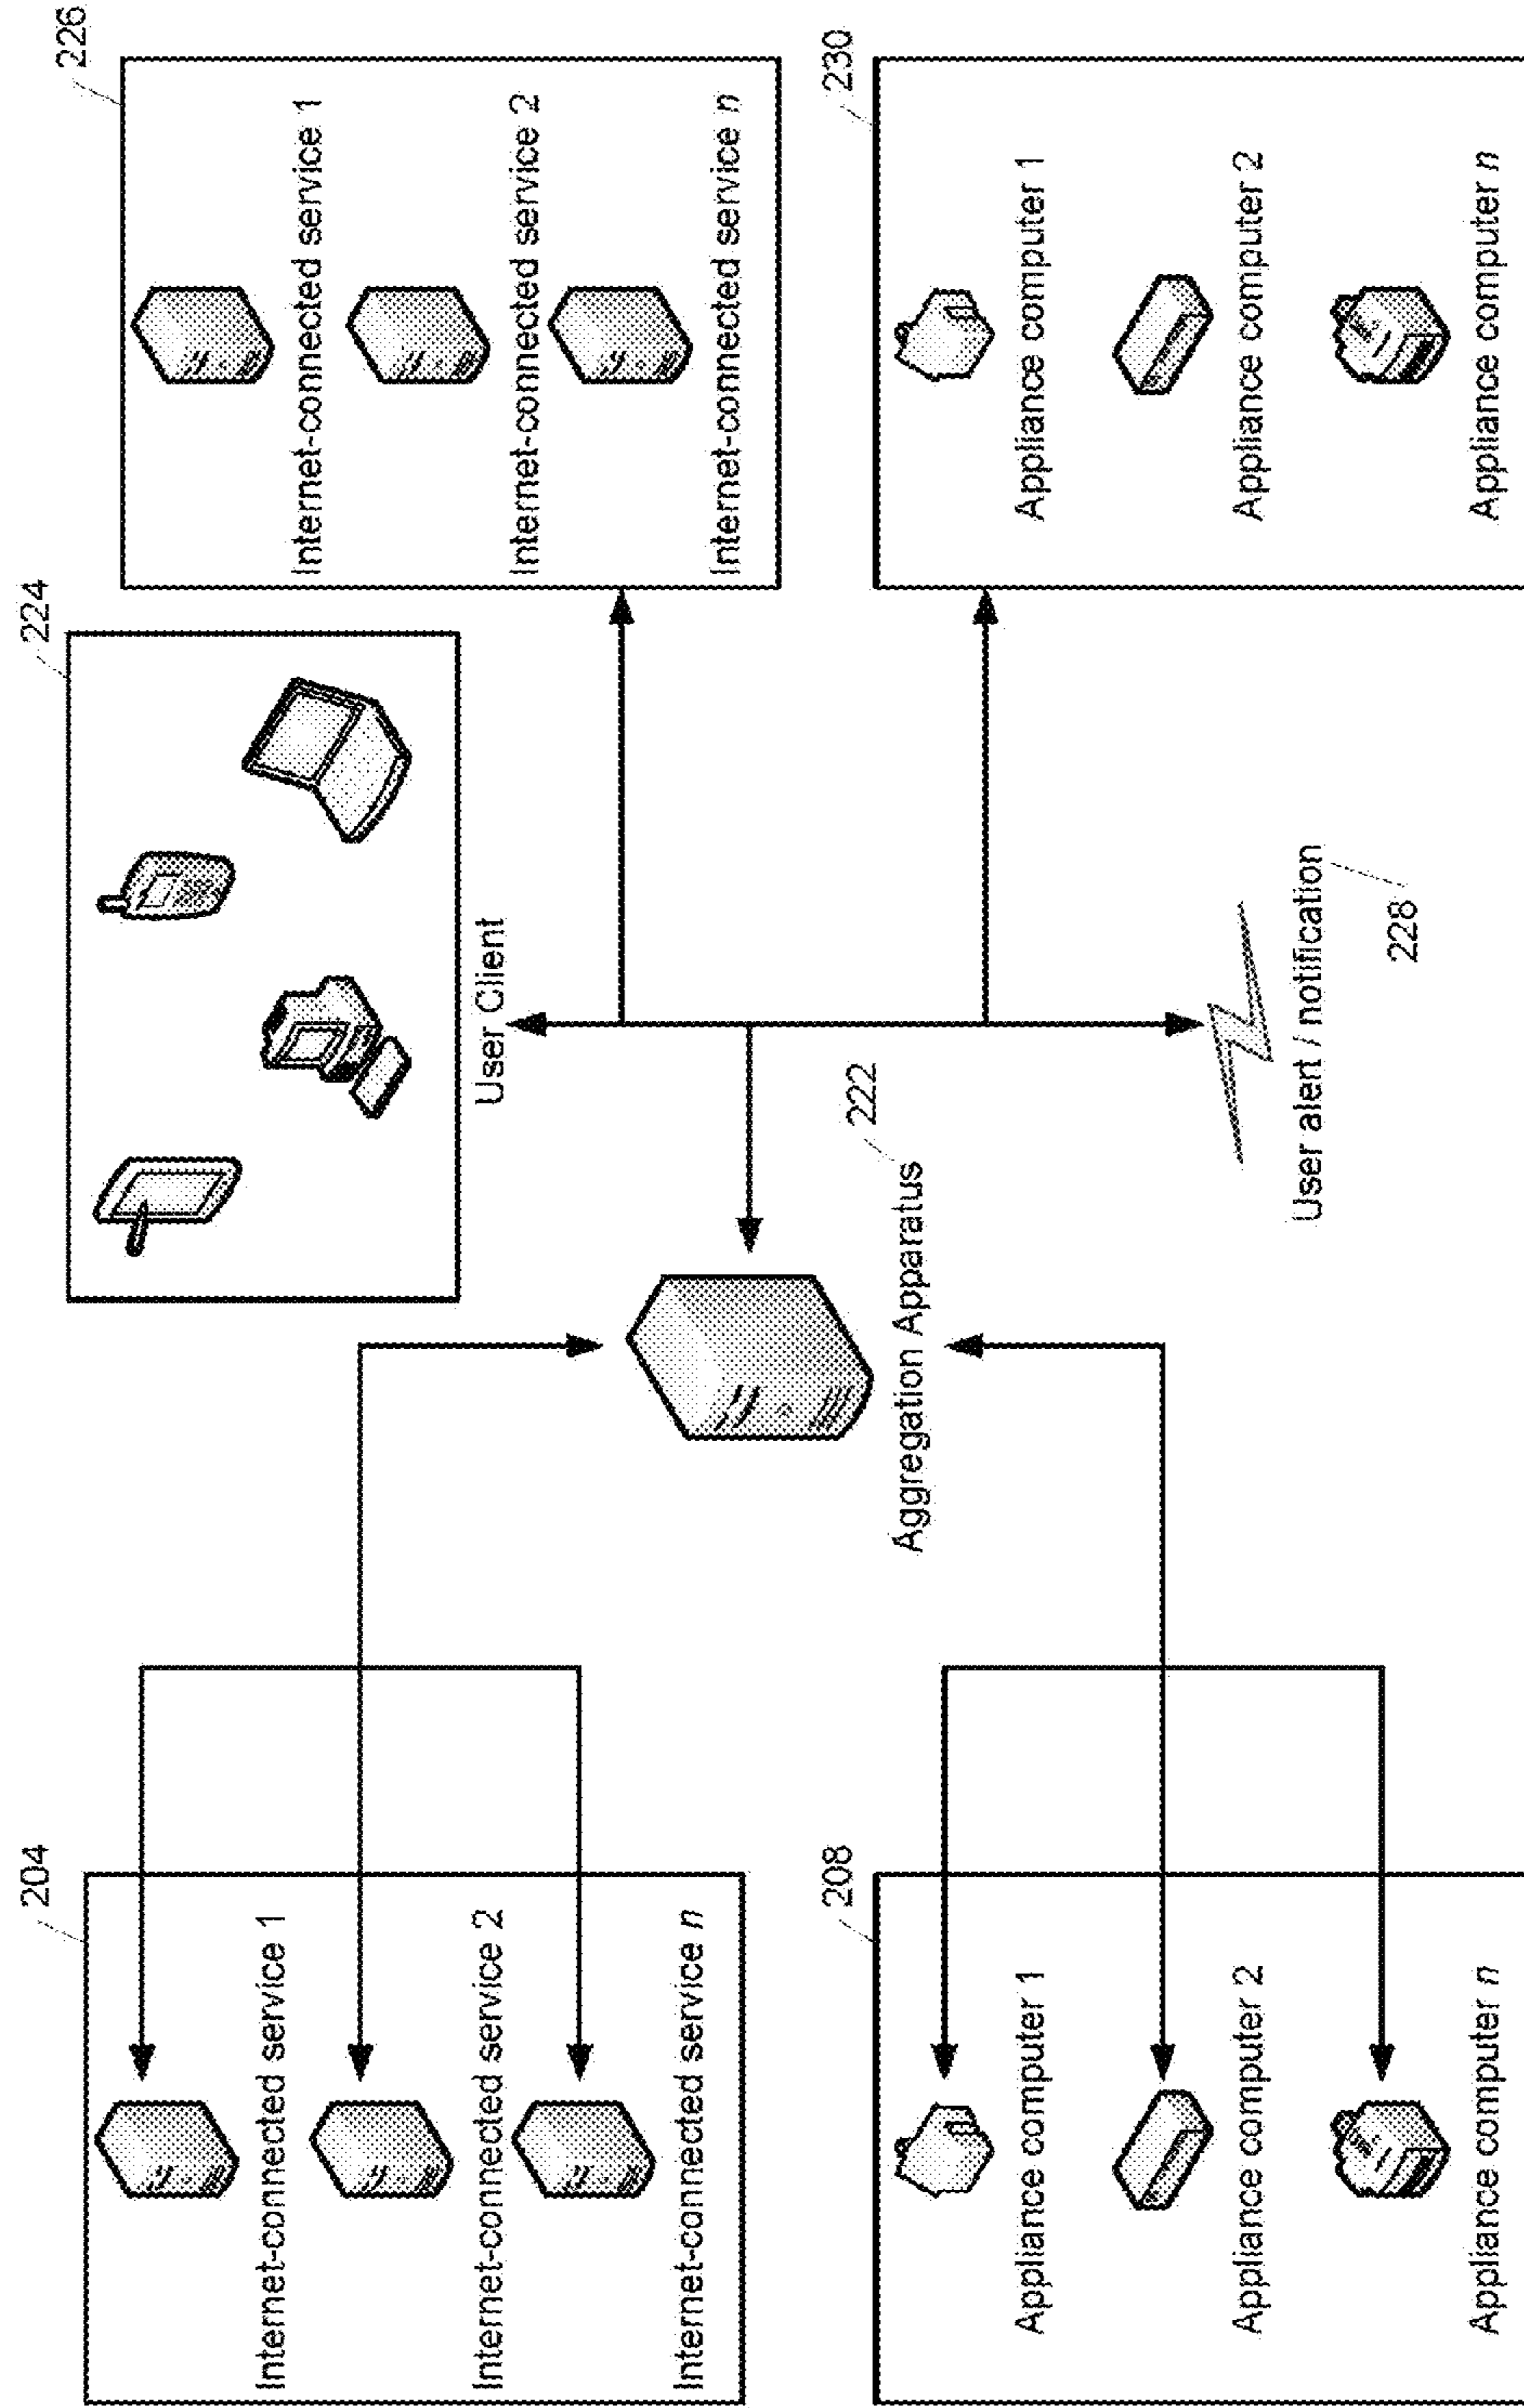 204
Internet-connected service 1
Internet-connected service 2
Internet-connected service n
208
Appliance computer 1
Appliance computer 2
Appliance computer n
Aggregation Apparatus
222
224
User Client
User alert / notification
228
226
Internet-connected service 1
Internet-connected service 2
Internet-connected service n
230
Appliance computer 1
Appliance computer 2
Appliance computer n